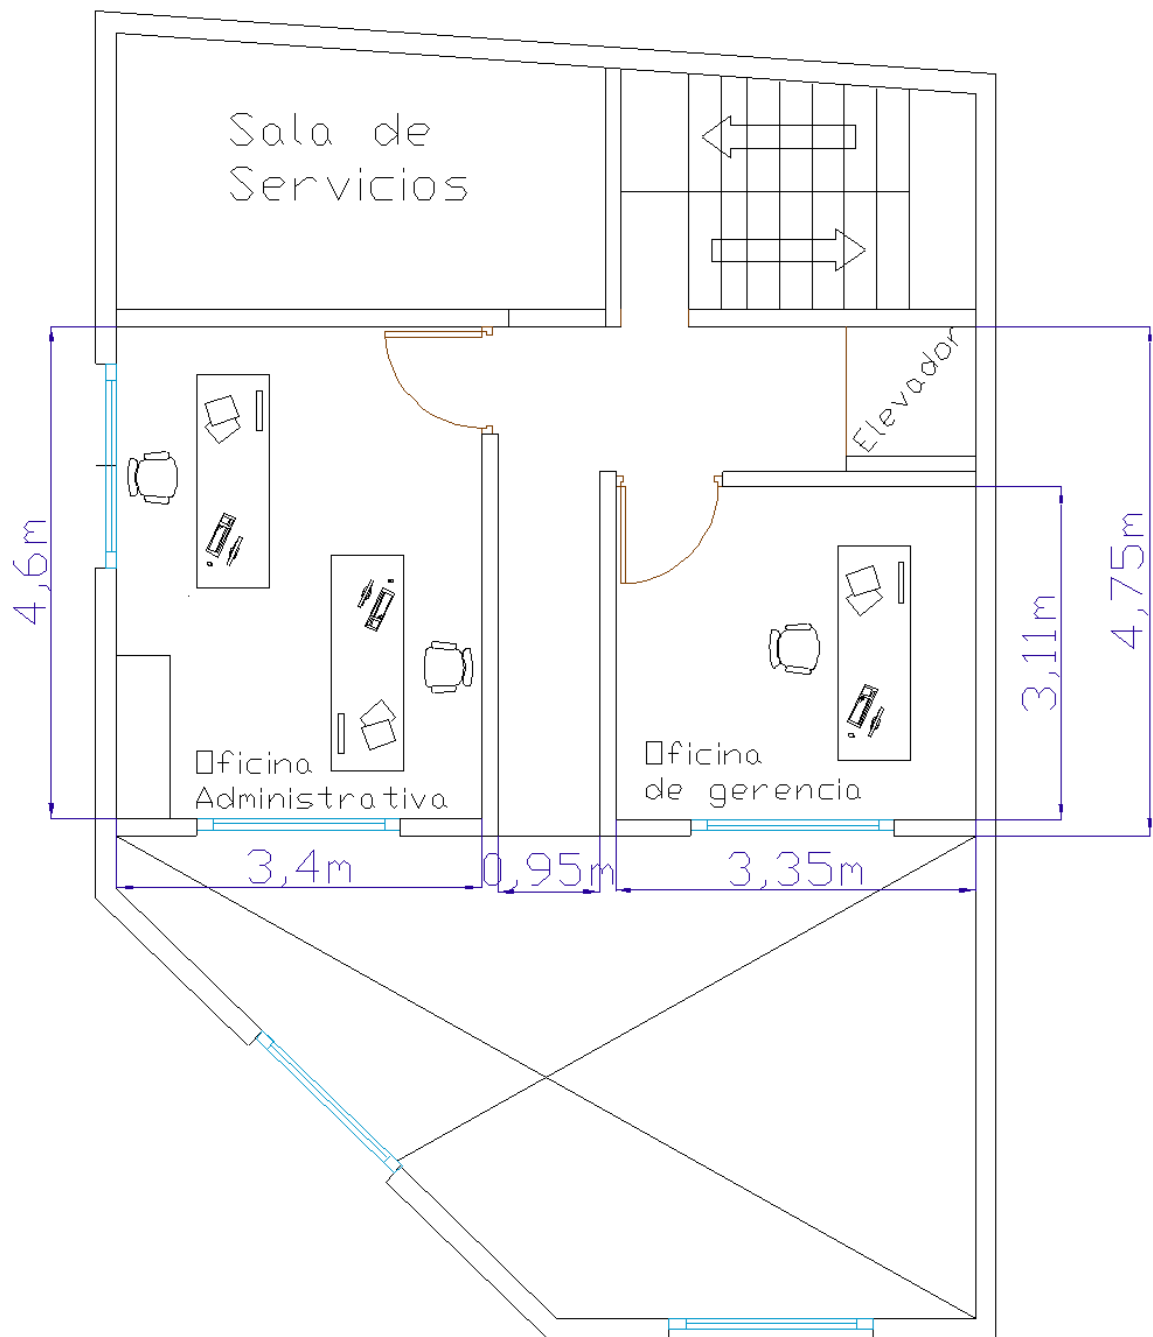 Sala de
Servicios
Elevador
4,6m
4,75m
3,11m
Oficina
Administrativa
Oficina
de gerencia
3,4m
0,95m
3,35m